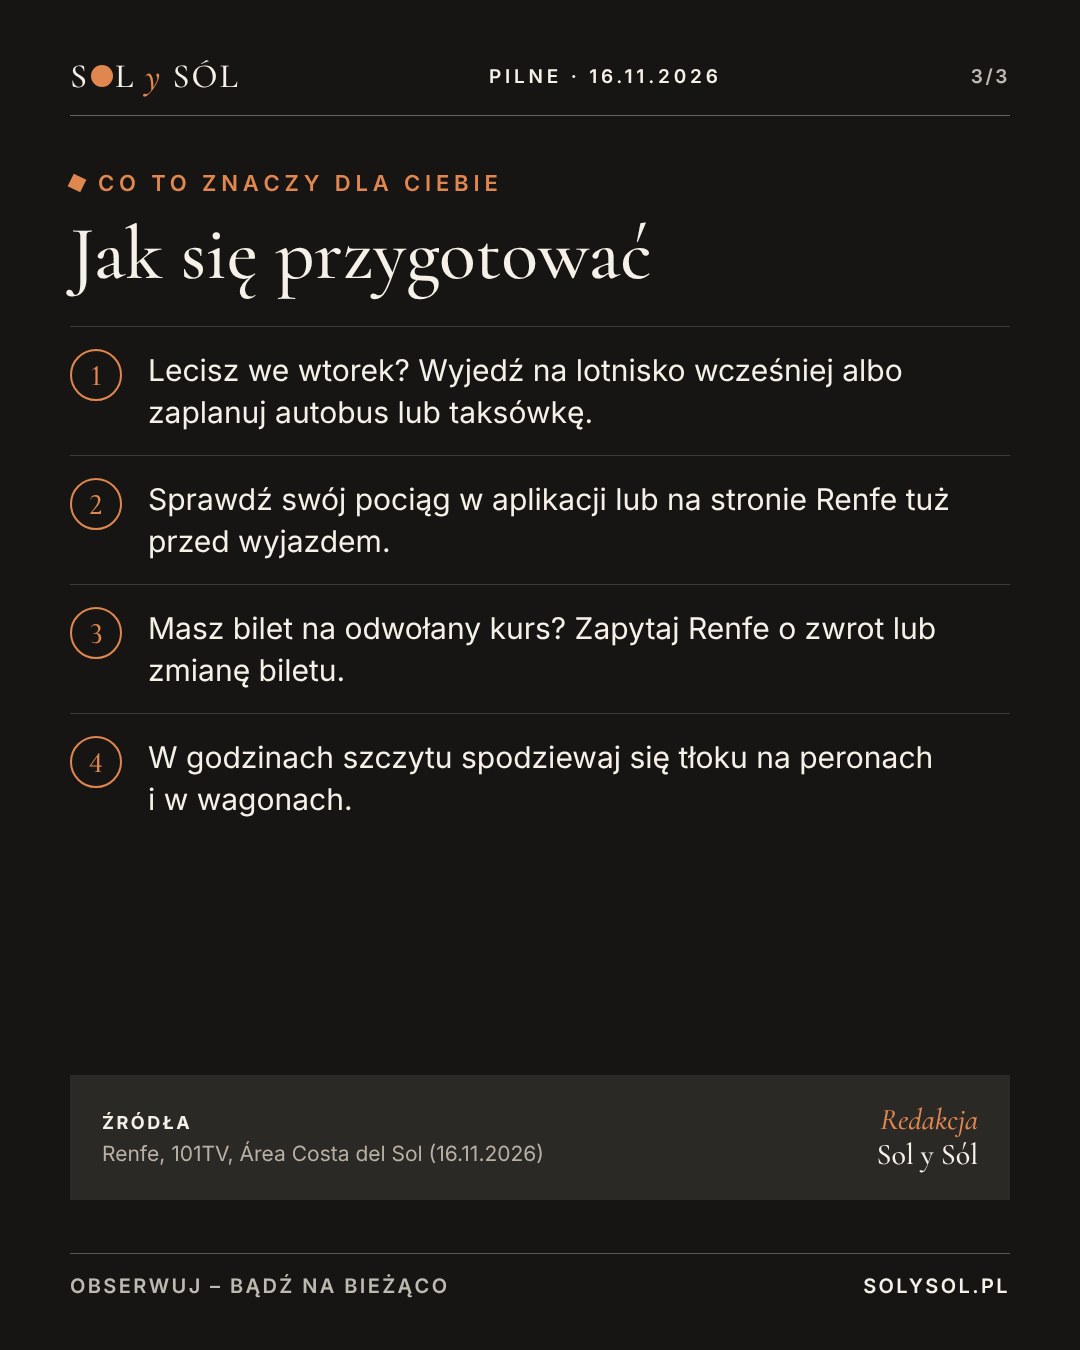 SOL y SÓL
PILNE · 16.11.2026
3/3
CO TO ZNACZY DLA CIEBIE
Jak się przygotować
1
Lecisz we wtorek? Wyjedź na lotnisko wcześniej albo
zaplanuj autobus lub taksówkę.
2
Sprawdź swój pociąg w aplikacji lub na stronie Renfe tuż
przed wyjazdem.
3
Masz bilet na odwołany kurs? Zapytaj Renfe o zwrot lub
zmianę biletu.
4
W godzinach szczytu spodziewaj się tłoku na peronach
i w wagonach.
ŹRÓDŁA
Renfe, 101TV, Área Costa del Sol (16.11.2026)
Redakcja
Sol y Sól
OBSERWUJ – BĄDŹ NA BIEŻĄCO
SOLYSOL.PL